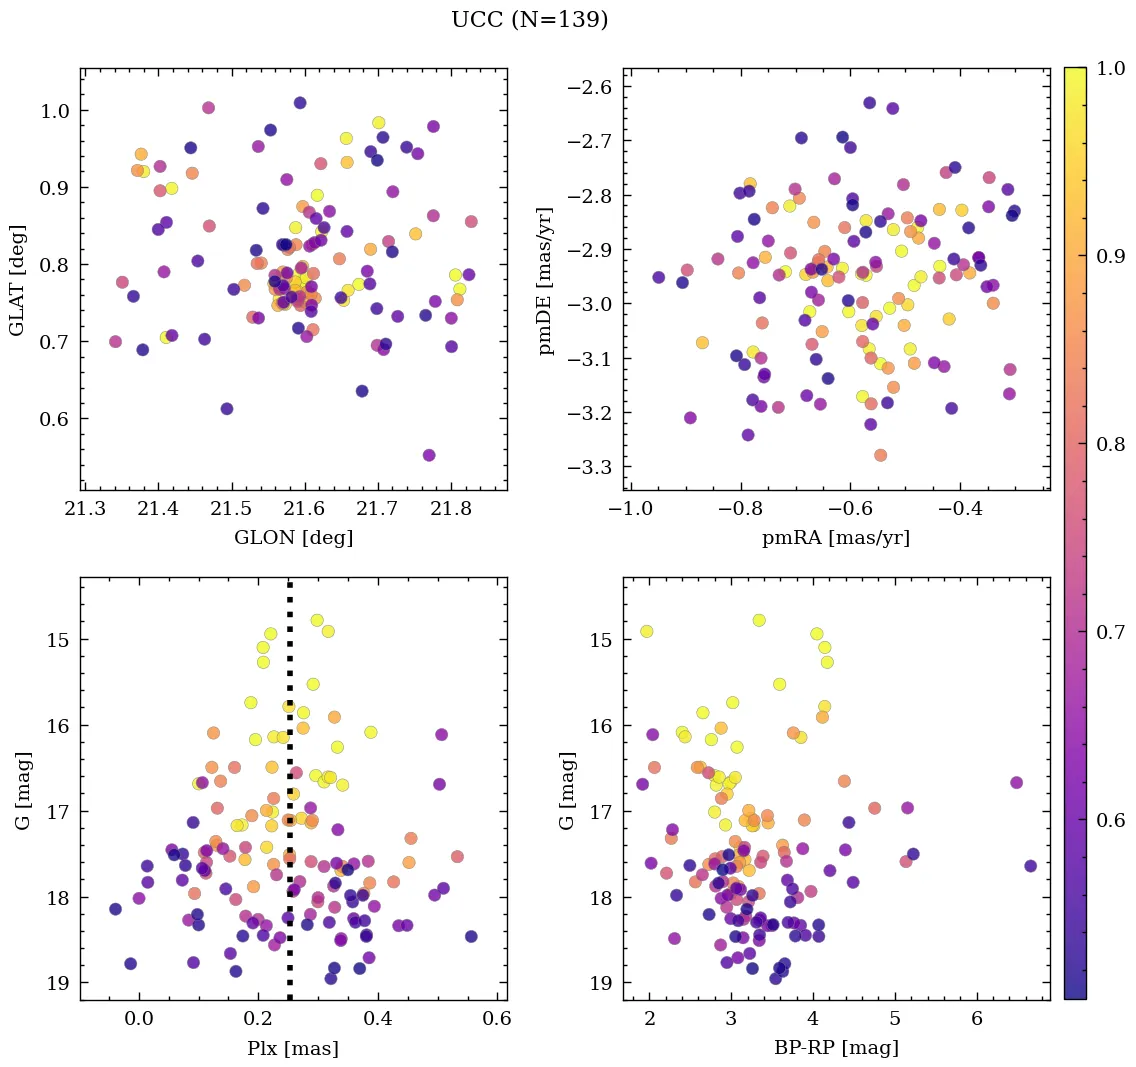 UCC (N=139)
1.0
0.9
0.8
0.7
0.6
GLAT [deg]
21.3 21.4 21.5 21.6 21.7 21.8
GLON [deg]
−2.6
−2.7
−2.8
−2.9
−3.0
−3.1
−3.2
−3.3
pmDE [mas/yr]
−1.0 −0.8 −0.6 −0.4
pmRA [mas/yr]
15
16
17
18
19
G [mag]
0.0 0.2 0.4 0.6
Plx [mas]
15
16
17
18
19
G [mag]
2 3 4 5 6
BP-RP [mag]
1.0
0.9
0.8
0.7
0.6